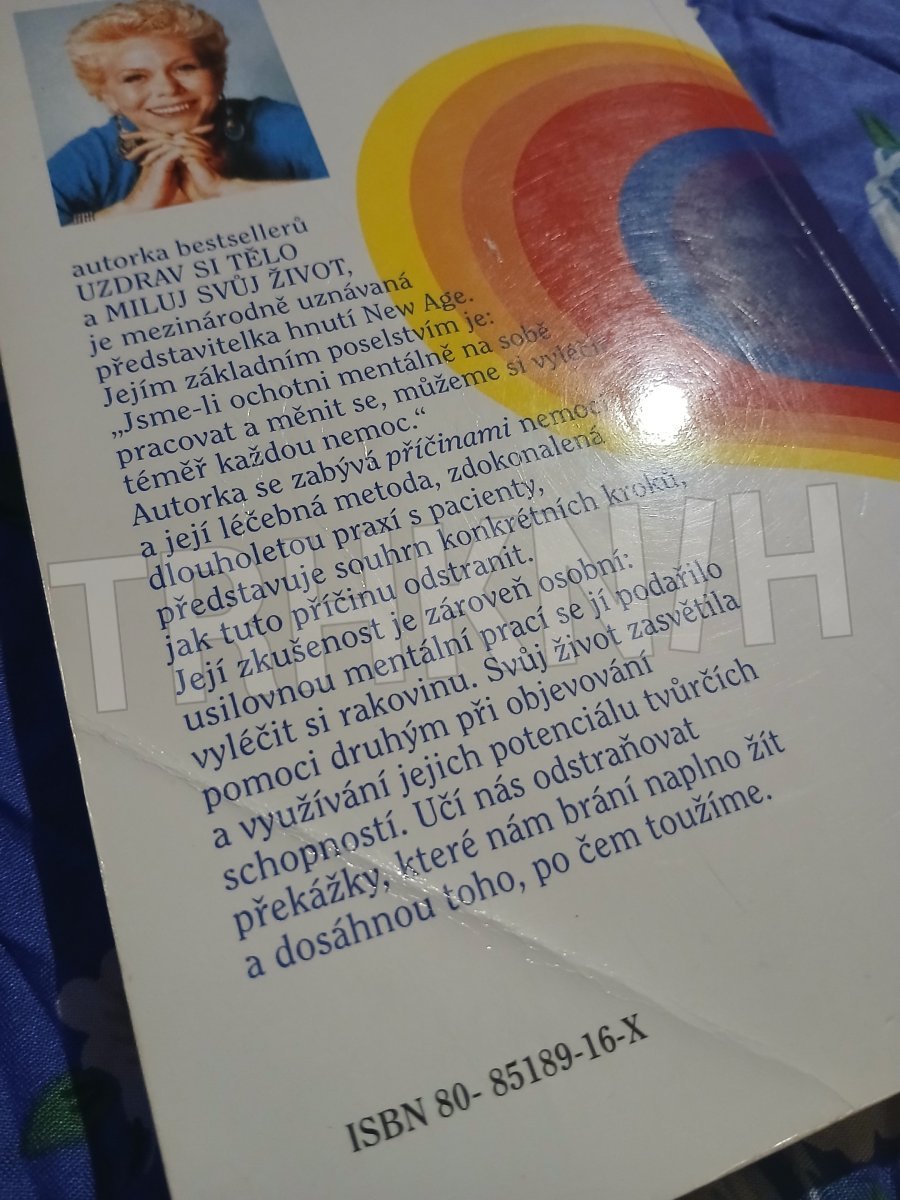 autorka bestsellerů
UZDRAV SI TĚLO
a MILUJ SVŮJ ŽIVOT,
je mezinárodně uznávaná
představitelka hnutí New Age.
Jejím základním poselstvím je:
„Jsme-li ochotni mentálně na sobě
pracovat a měnit se, můžeme si vyléčit
téměř každou nemoc.“
Autorka se zabývá příčinami nemoc
a její léčebná metoda, zdokonalená
dlouholetou praxí s pacienty,
představuje souhrn konkrétních kroků,
jak tuto příčinu odstranit.
Její zkušenost je zároveň osobní:
usilovnou mentální prací se jí podařilo
vyléčit si rakovinu. Svůj život zasvětila
pomoci druhým při objevování
a využívání jejich potenciálu tvůrčích
schopností. Učí nás odstraňovat
překážky, které nám brání naplno žít
a dosáhnou toho, po čem toužíme.
ISBN 80- 85189-16-X
TRHKNIH